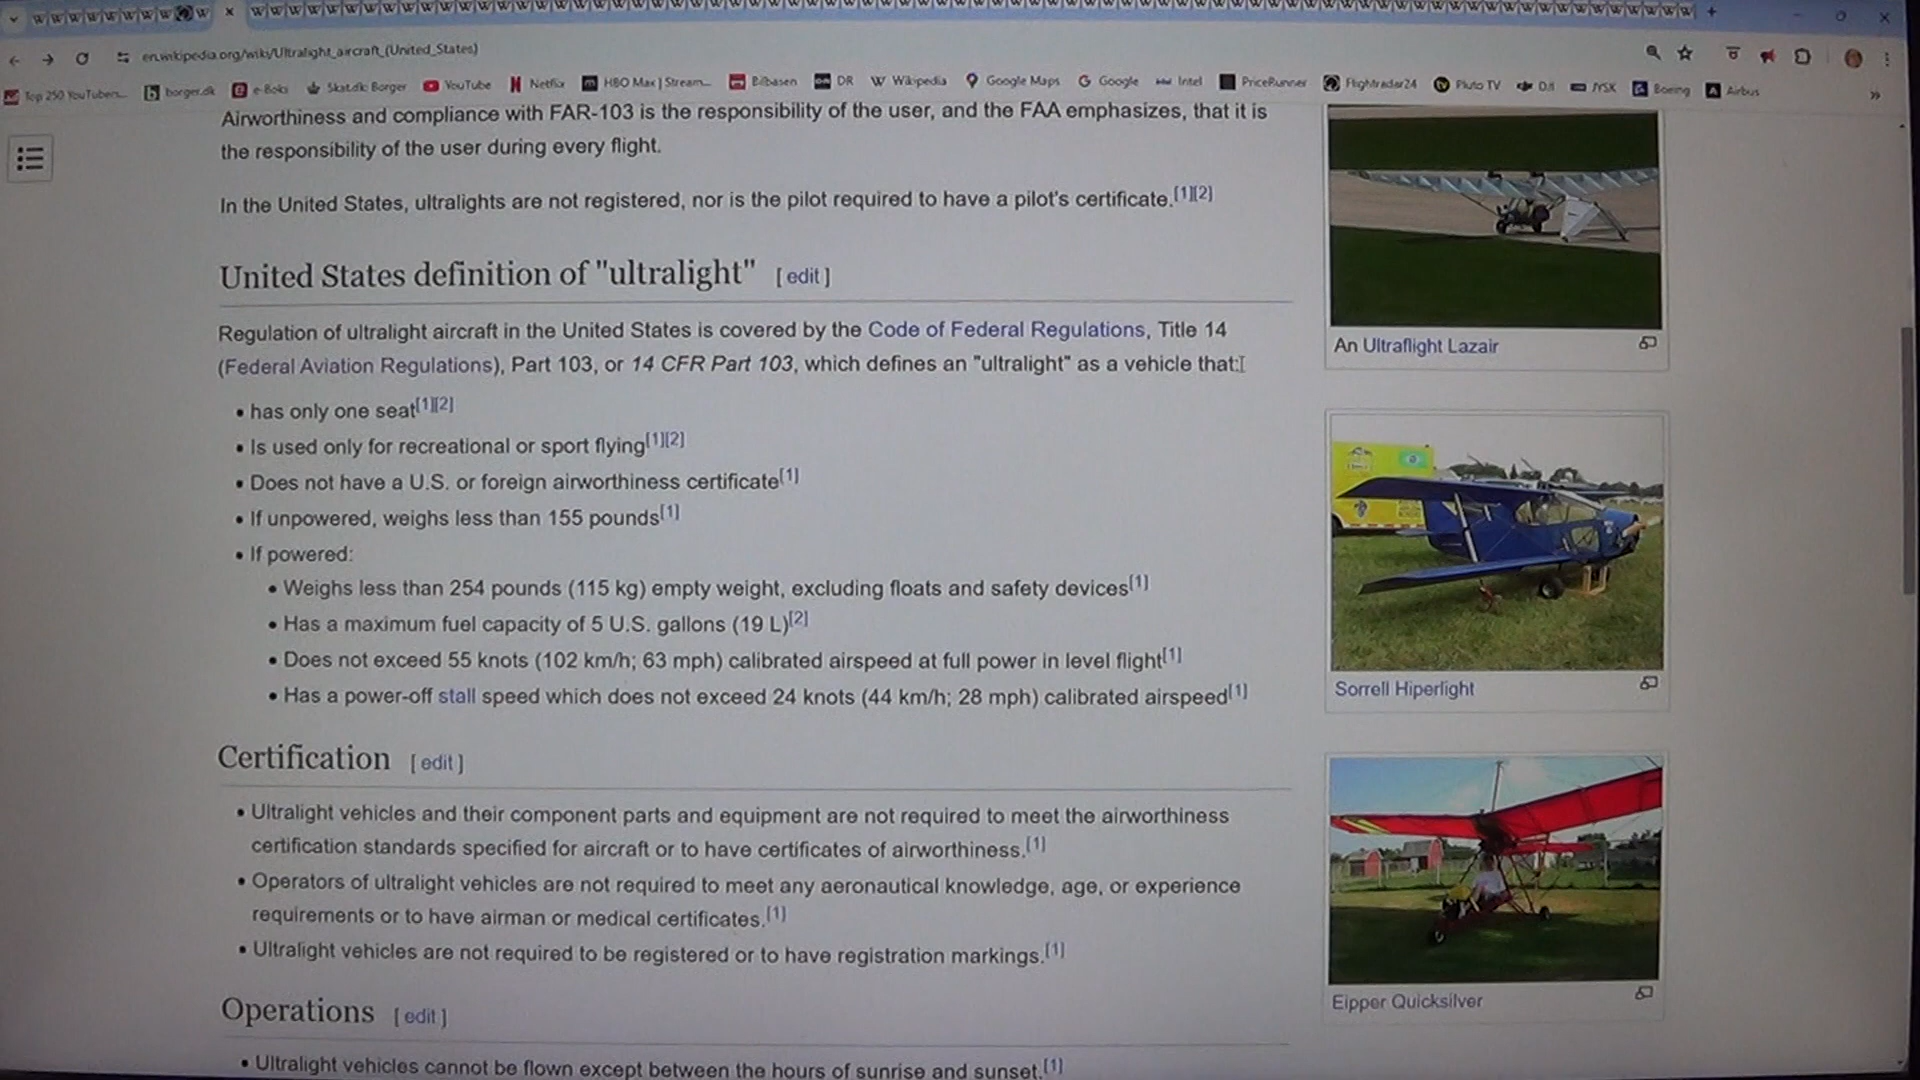 en.wikipedia.org/wiki/Ultralight_aircraft_(United_States)
Top 250 YouTubers... borger.dk e-Boks Skat.dk: Borger YouTube Netflix HBO Max | Stream... Bilbasen DR Wikipedia Google Maps Google Intel PriceRunner Flightradar24 Pluto TV DJI JYSK Boeing Airbus
Airworthiness and compliance with FAR-103 is the responsibility of the user, and the FAA emphasizes, that it is
the responsibility of the user during every flight.
In the United States, ultralights are not registered, nor is the pilot required to have a pilot's certificate.[1][2]
United States definition of "ultralight" [ edit ]
Regulation of ultralight aircraft in the United States is covered by the Code of Federal Regulations, Title 14
(Federal Aviation Regulations), Part 103, or 14 CFR Part 103, which defines an "ultralight" as a vehicle that:
• has only one seat[1][2]
• Is used only for recreational or sport flying[1][2]
• Does not have a U.S. or foreign airworthiness certificate[1]
• If unpowered, weighs less than 155 pounds[1]
• If powered:
• Weighs less than 254 pounds (115 kg) empty weight, excluding floats and safety devices[1]
• Has a maximum fuel capacity of 5 U.S. gallons (19 L)[2]
• Does not exceed 55 knots (102 km/h; 63 mph) calibrated airspeed at full power in level flight[1]
• Has a power-off stall speed which does not exceed 24 knots (44 km/h; 28 mph) calibrated airspeed[1]
Certification [ edit ]
• Ultralight vehicles and their component parts and equipment are not required to meet the airworthiness
certification standards specified for aircraft or to have certificates of airworthiness.[1]
• Operators of ultralight vehicles are not required to meet any aeronautical knowledge, age, or experience
requirements or to have airman or medical certificates.[1]
• Ultralight vehicles are not required to be registered or to have registration markings.[1]
Operations [ edit ]
• Ultralight vehicles cannot be flown except between the hours of sunrise and sunset.[1]
An Ultraflight Lazair
Sorrell Hiperlight
Eipper Quicksilver